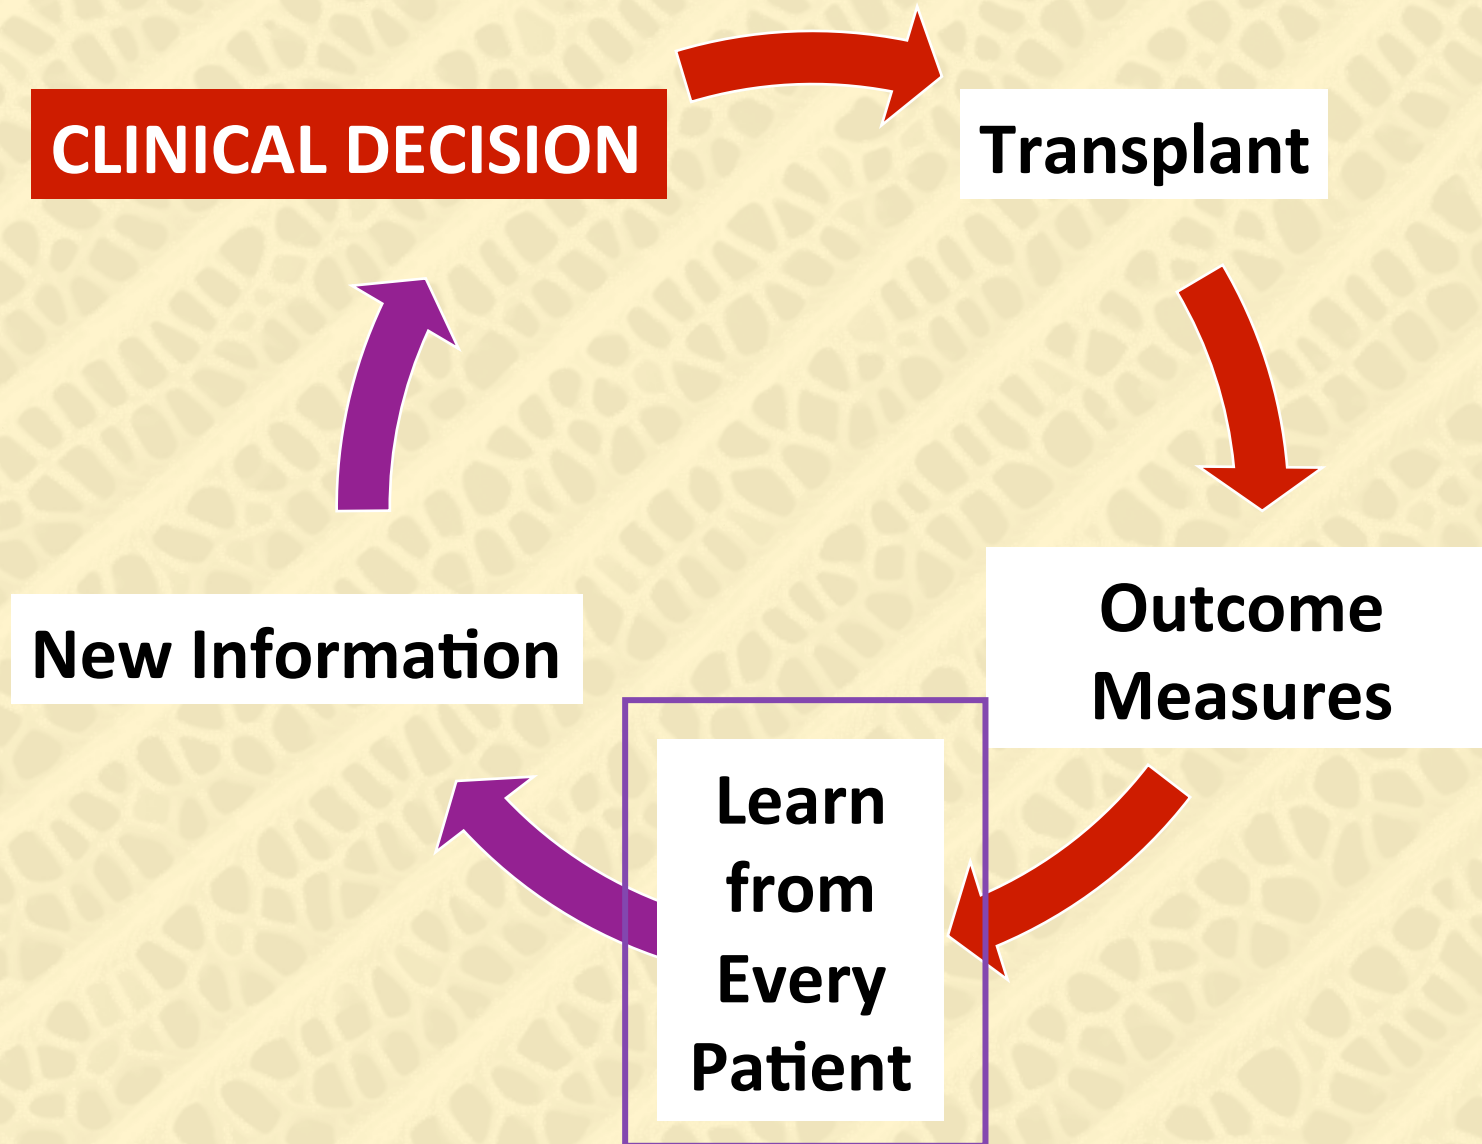 CLINICAL DECISION
Transplant
Outcome
Measures
Learn
from
Every
Patient
New Information